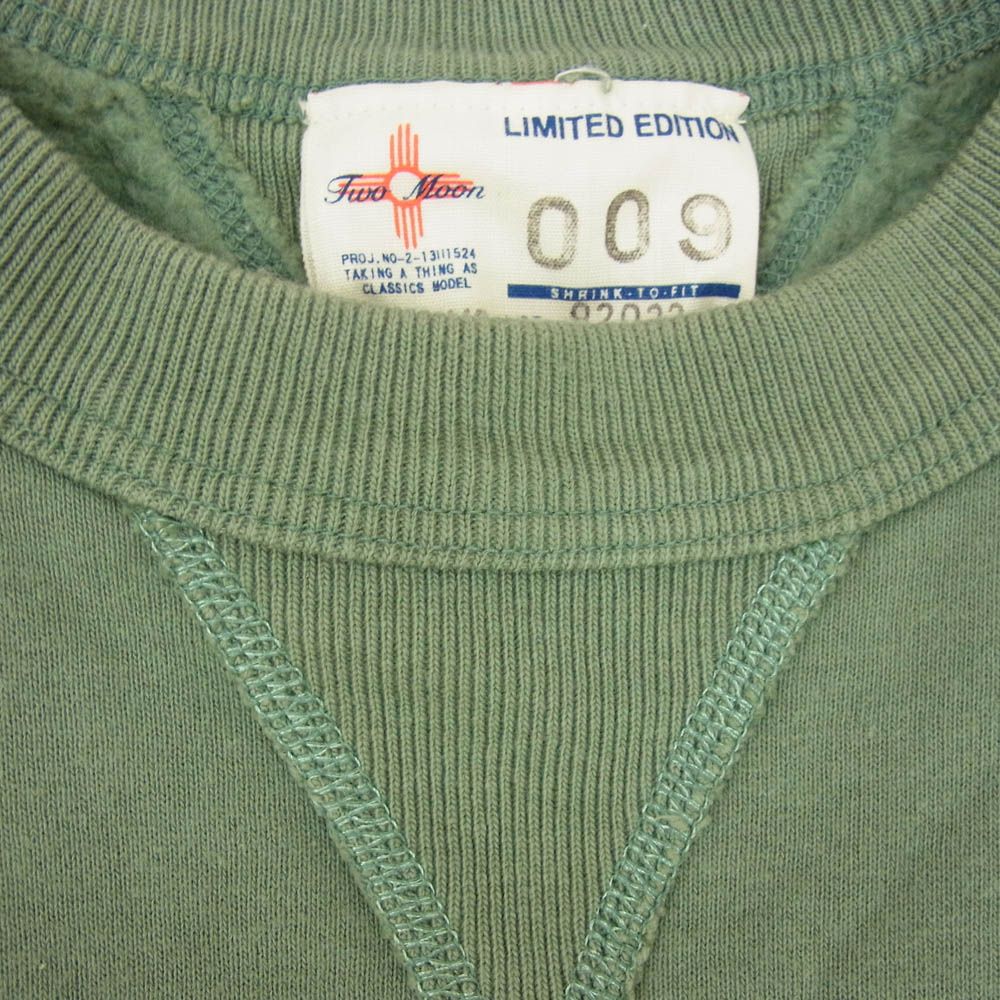 LIMITED EDITION
Two Moon
009
PROJ.NO-2-13111524
TAKING A THING AS
CLASSICS MODEL
SHRINK-TO-FIT